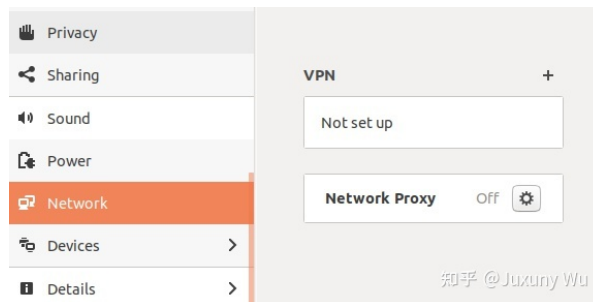 Privacy
Sharing
Sound
Power
Network
Devices
Details
VPN +
Not set up
Network Proxy Off
知乎 @Juxuny Wu